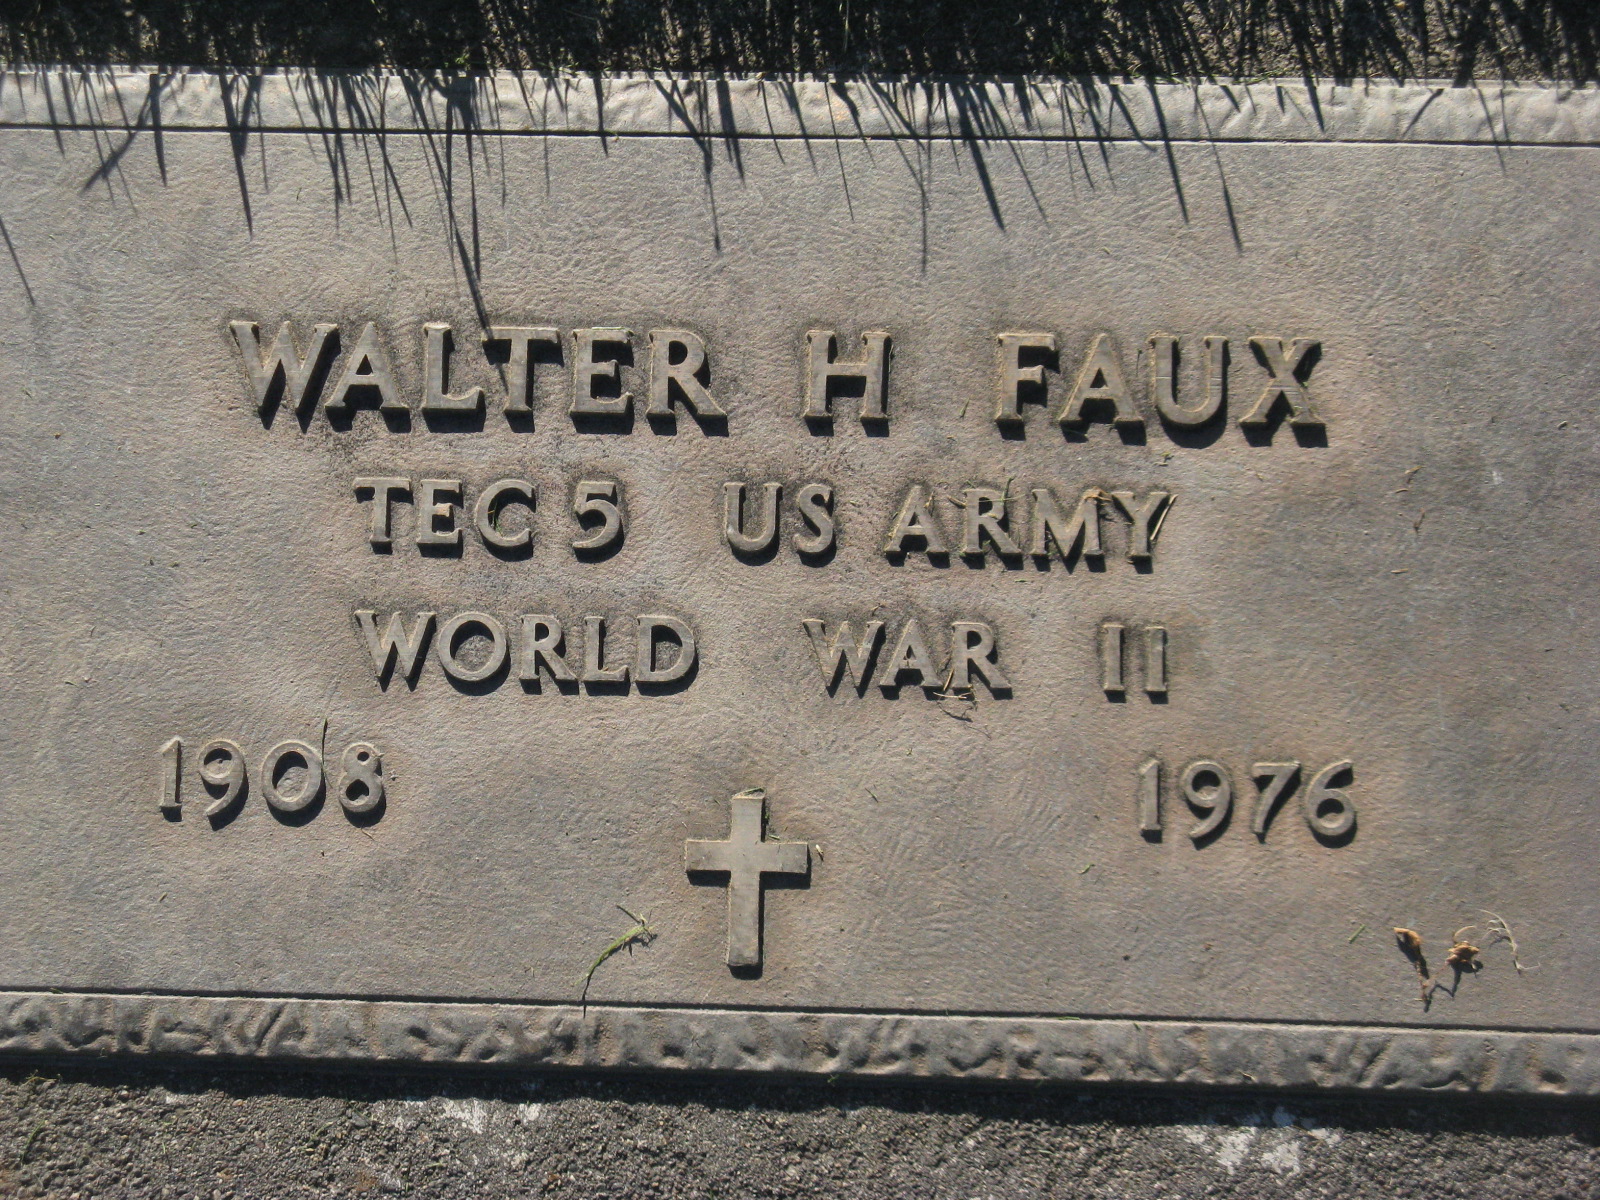 WALTER H FAUX
TEC 5 US ARMY
WORLD WAR II
1908 1976